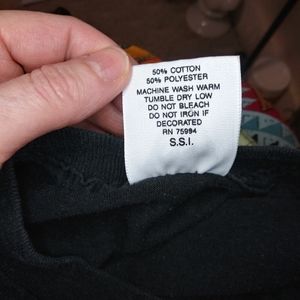 50% COTTON
50% POLYESTER
MACHINE WASH WARM
TUMBLE DRY LOW
DO NOT BLEACH
DO NOT IRON IF
DECORATED
RN 75994
S.S.I.